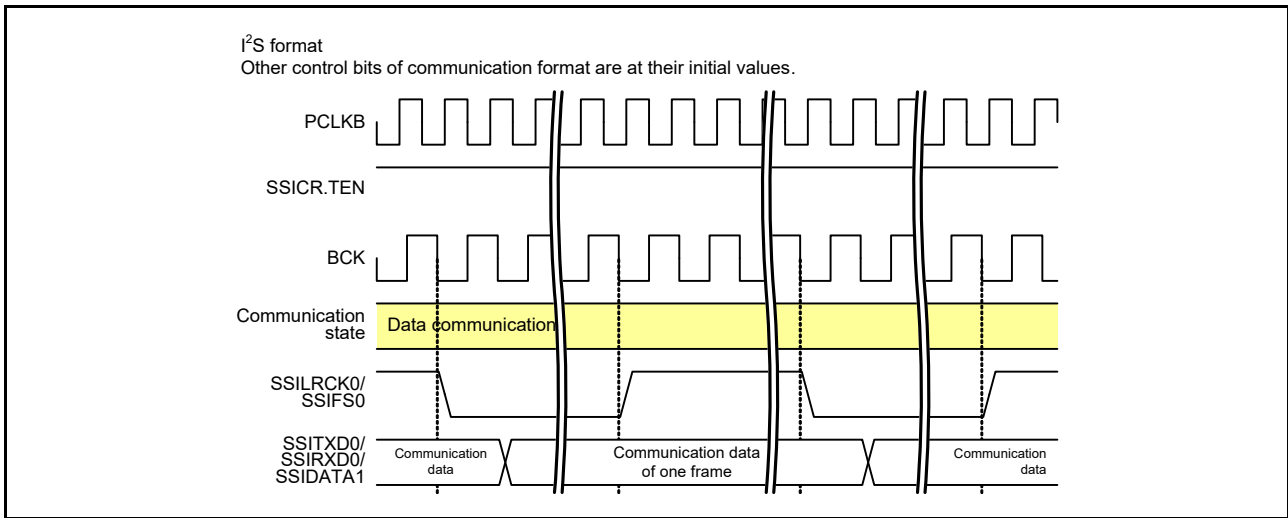 I²S format
Other control bits of communication format are at their initial values.
PCLKB
SSICR.TEN
BCK
Communication
state
Data communication
SSILRCK0/
SSIFS0
SSITXD0/
SSIRXD0/
SSIDATA1
Communication
data
Communication data
of one frame
Communication
data